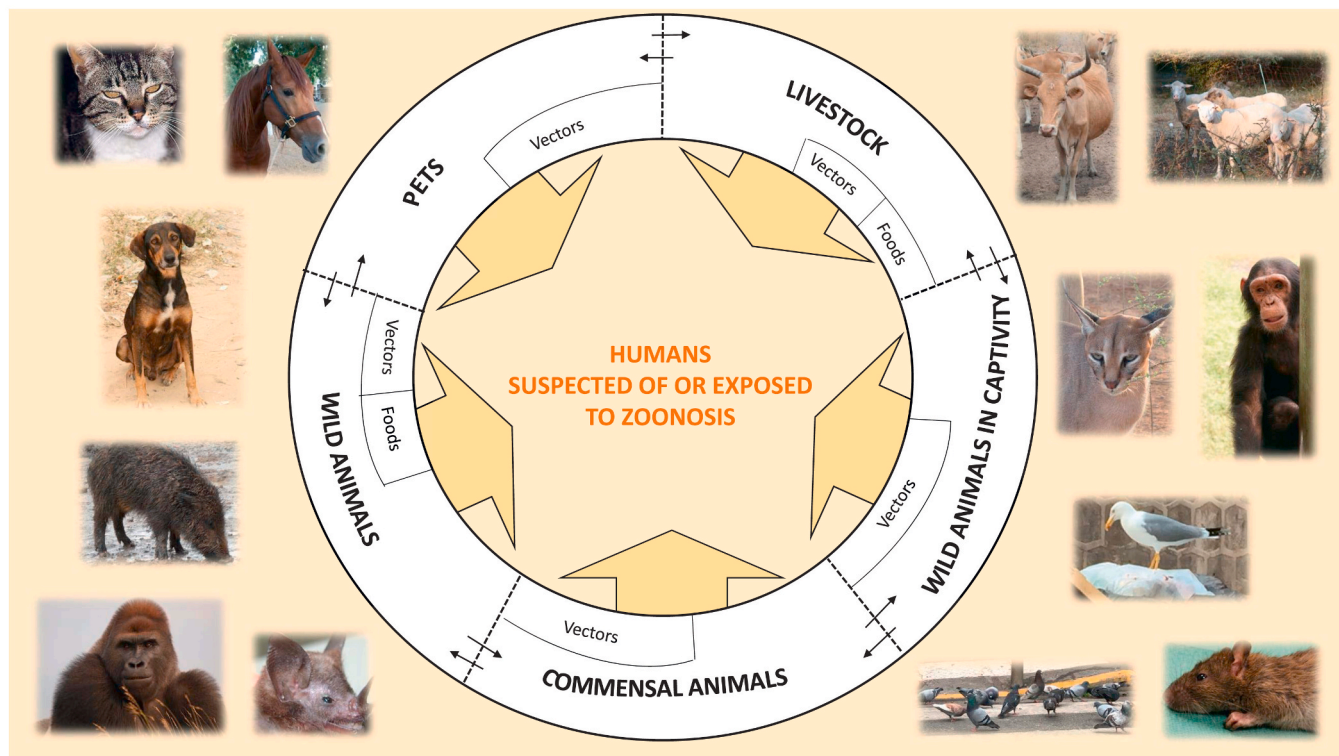 PETS
Vectors
LIVESTOCK
Vectors
Foods
WILD ANIMALS IN CAPTIVITY
Vectors
COMMENSAL ANIMALS
Vectors
WILD ANIMALS
Vectors
Foods
HUMANS
SUSPECTED OF OR EXPOSED
TO ZOONOSIS